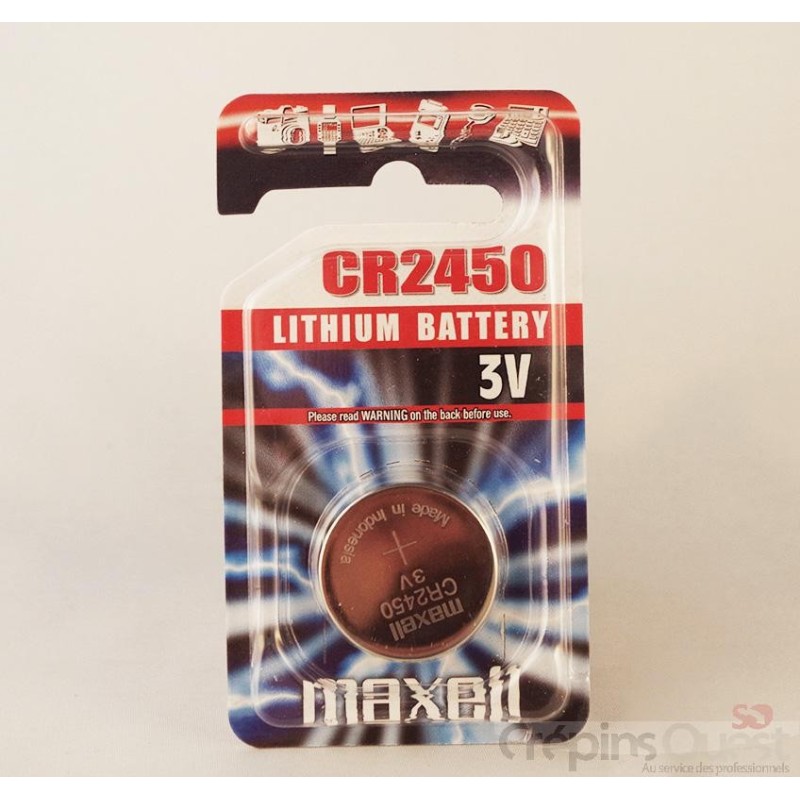 CR2450
LITHIUM BATTERY
3V
Please read WARNING on the back before use.
Made in Indonesia
+
3V
CR2450
maxell
maxell
Crépins Ouest
Au service des professionnels